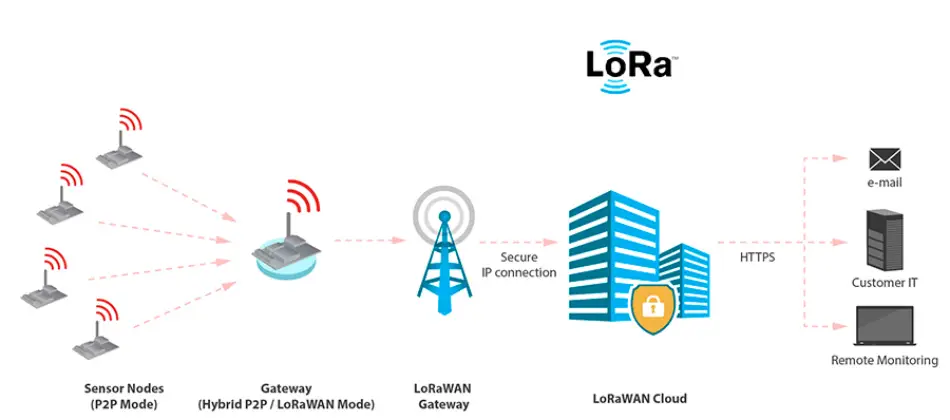 LoRa™
e-mail
Secure
IP connection
HTTPS
Customer IT
Remote Monitoring
Sensor Nodes
(P2P Mode)
Gateway
(Hybrid P2P / LoRaWAN Mode)
LoRaWAN
Gateway
LoRaWAN Cloud